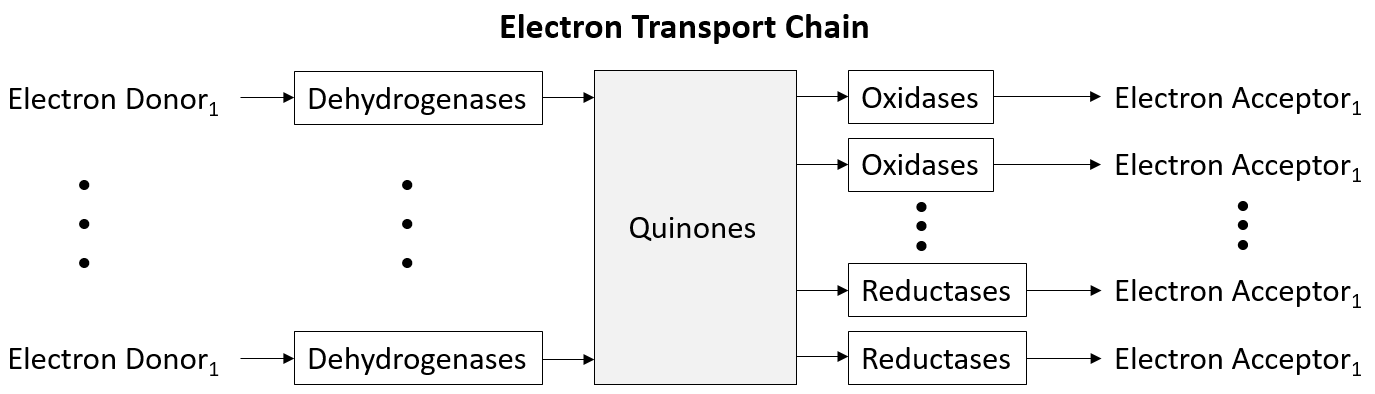 Electron Transport Chain
Electron Donor₁ Dehydrogenases Oxidases Electron Acceptor₁
Oxidases Electron Acceptor₁
Quinones
Reductases Electron Acceptor₁
Electron Donor₁ Dehydrogenases Reductases Electron Acceptor₁